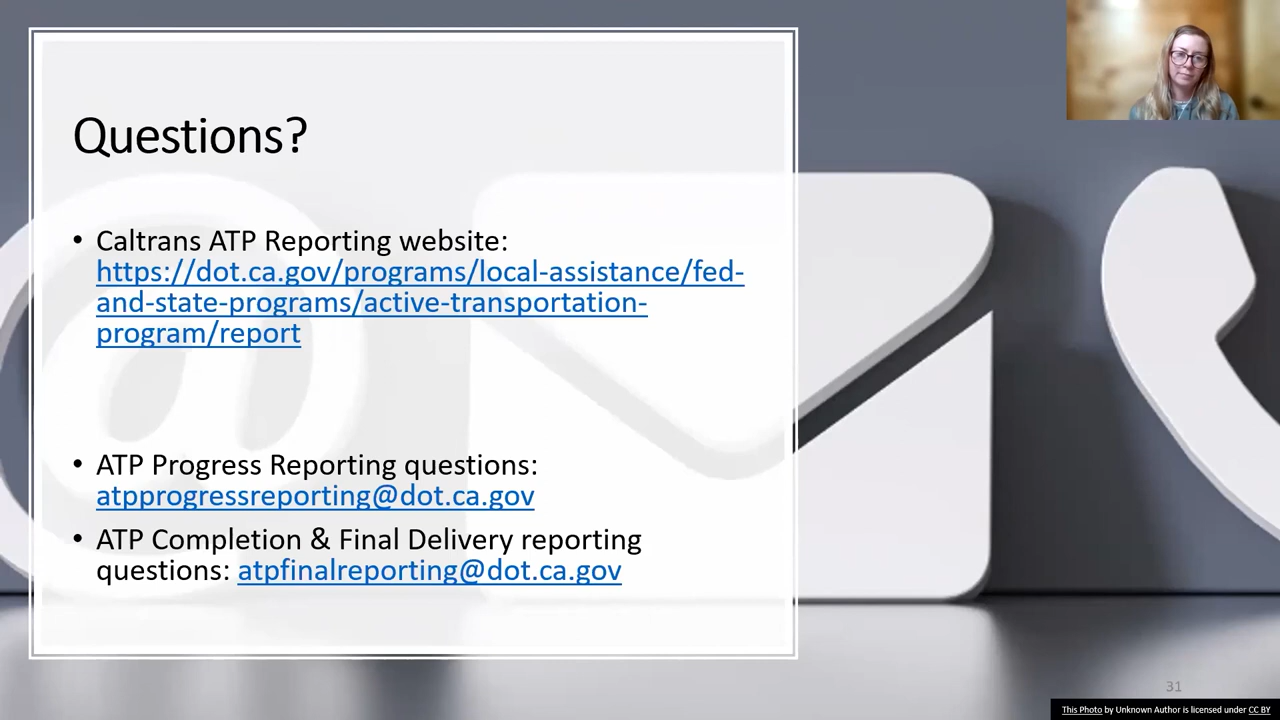 Questions?
• Caltrans ATP Reporting website:
https://dot.ca.gov/programs/local-assistance/fed-
and-state-programs/active-transportation-
program/report
• ATP Progress Reporting questions:
atpprogressreporting@dot.ca.gov
• ATP Completion & Final Delivery reporting
questions: atpfinalreporting@dot.ca.gov
31
This Photo by Unknown Author is licensed under CC BY